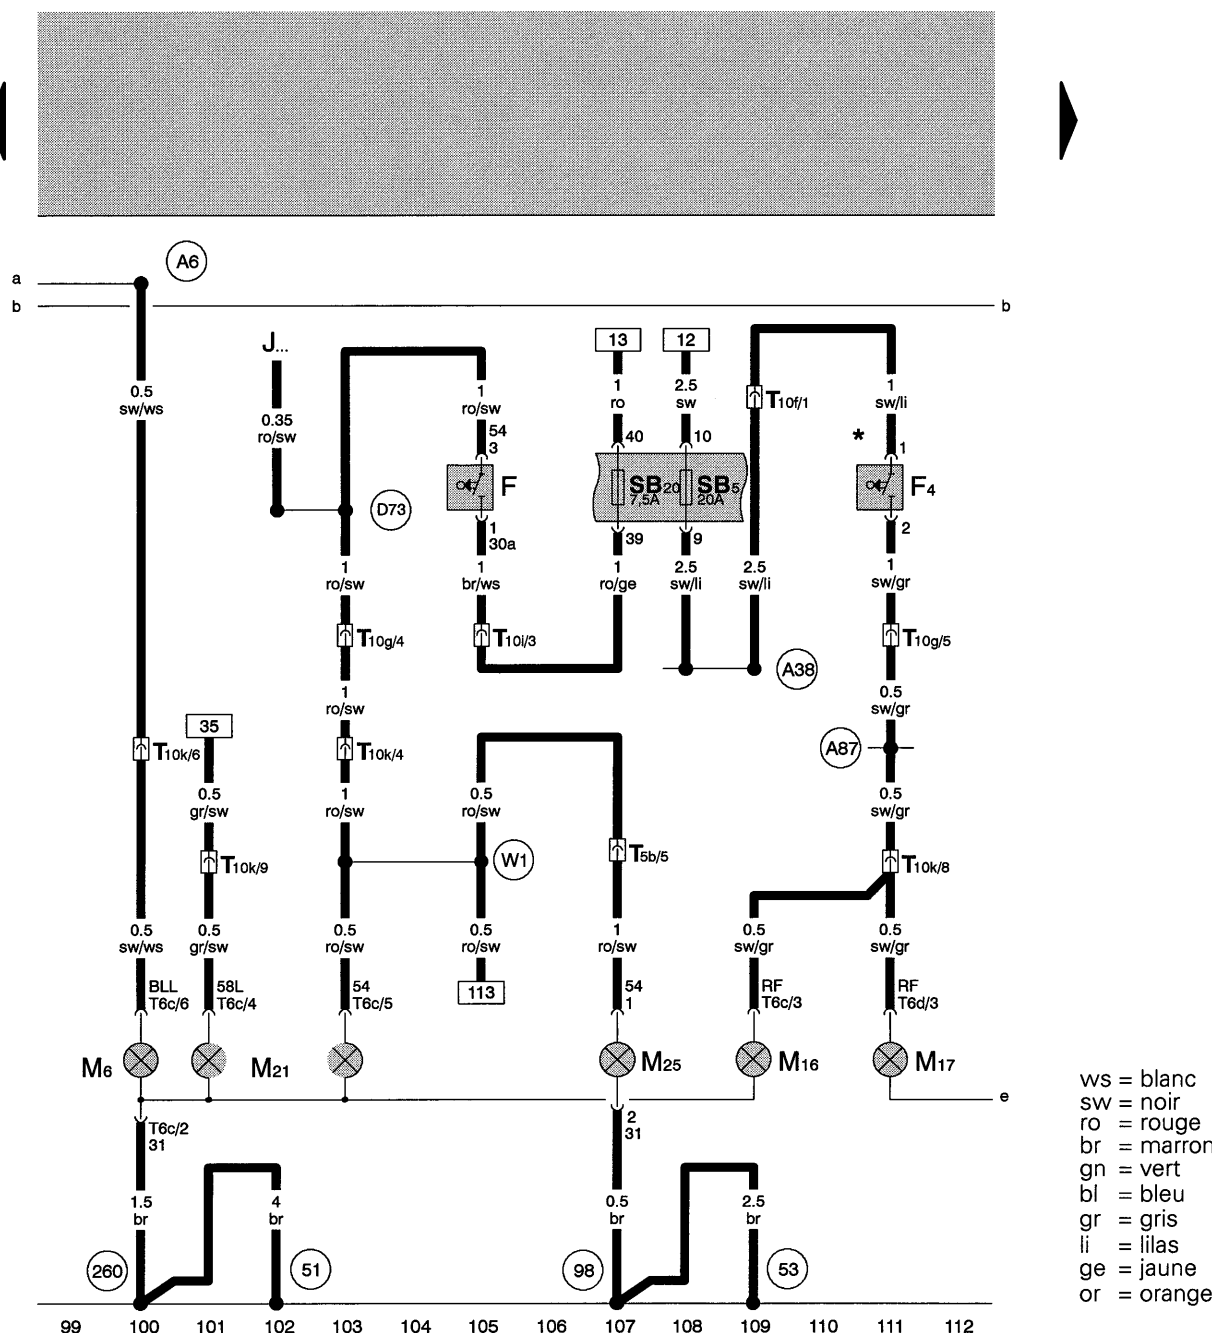 A6
a
b
b
J...
13
12
0.5
sw/ws
1
ro/sw
1
ro
2.5
sw
T10f/1
1
sw/li
0.35
ro/sw
54
3
40
10
*
1
F
SB20
7,5A
SB5
20A
F4
D73
1
30a
39
9
2
1
ro/sw
1
br/ws
1
ro/ge
2.5
sw/li
2.5
sw/li
1
sw/gr
T10g/4
T10i/3
T10g/5
A38
1
ro/sw
0.5
sw/gr
35
T10k/6
T10k/4
A87
0.5
gr/sw
1
ro/sw
0.5
ro/sw
0.5
sw/gr
T10k/9
W1
T5b/5
T10k/8
0.5
sw/ws
0.5
gr/sw
0.5
ro/sw
0.5
ro/sw
1
ro/sw
0.5
sw/gr
0.5
sw/gr
BLL
T6c/6
58L
T6c/4
54
T6c/5
113
54
1
RF
T6c/3
RF
T6d/3
M6
M21
M25
M16
M17
e
T6c/2
31
2
31
1.5
br
4
br
0.5
br
2.5
br
260
51
98
53
99 100 101 102 103 104 105 106 107 108 109 110 111 112
ws = blanc
sw = noir
ro = rouge
br = marron
gn = vert
bl = bleu
gr = gris
li = lilas
ge = jaune
or = orange